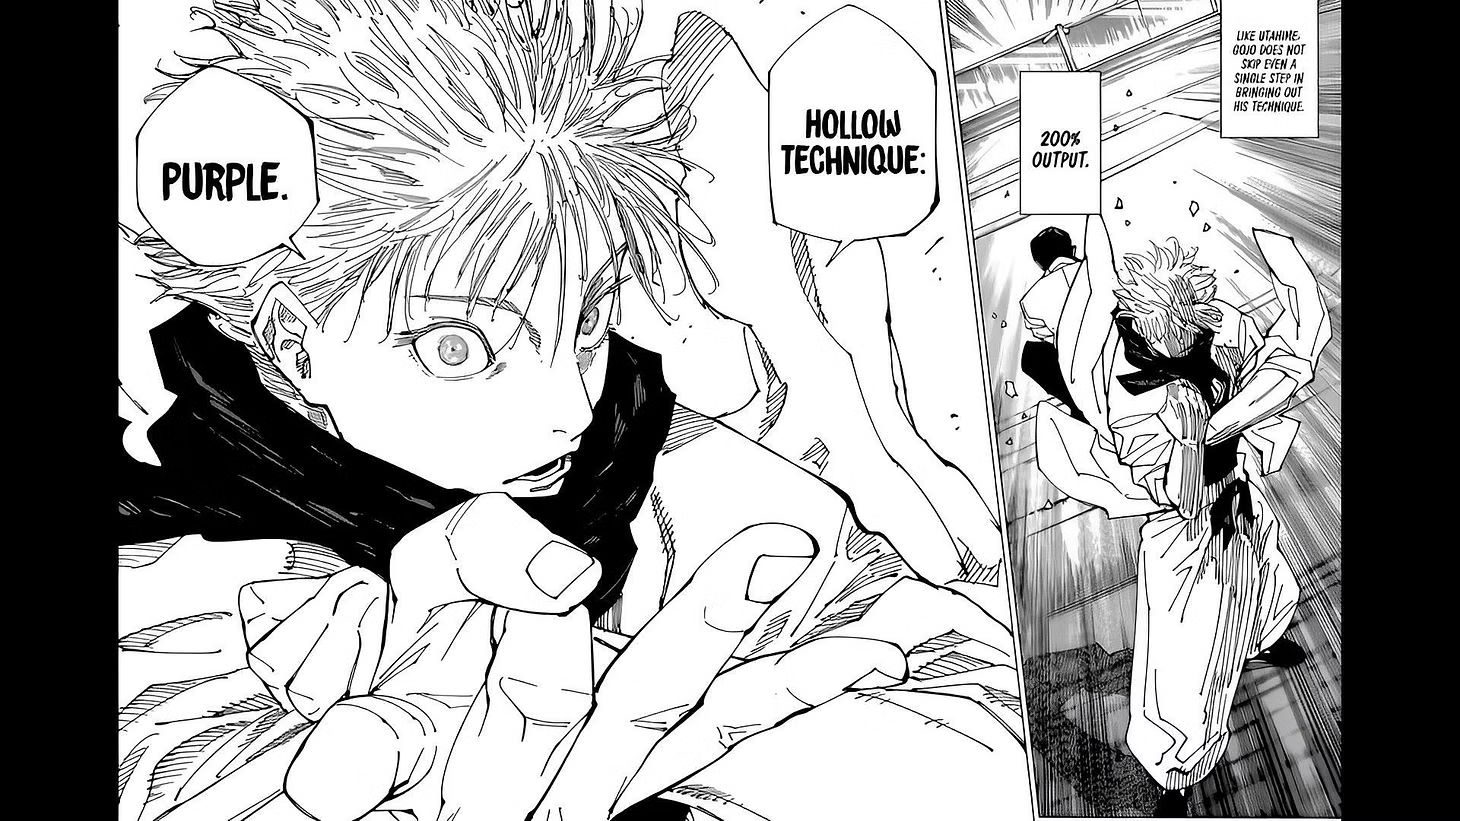 LIKE UTAHIME,
GOJO DOES NOT
SKIP EVEN A
SINGLE STEP IN
BRINGING OUT
HIS TECHNIQUE.
200%
OUTPUT.
HOLLOW
TECHNIQUE:
PURPLE.